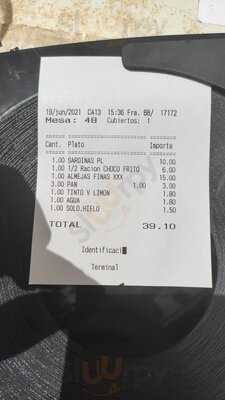 19/jun/2021 CA13 15:36 Fra. 88/ 17172
Mesa: 48 Cubiertos: 1
Cant. Plato Importe
1.00 SARDINAS PL 10.00
1.00 1/2 Racion CHOCO FRITO 6.00
1.00 ALMEJAS FINAS XXX 15.00
3.00 PAN 1.00 3.00
1.00 TINTO V LIMON 1.80
1.00 AGUA 1.80
1.00 SOLO.HIELO 1.50
TOTAL 39.10
Identificaci
Terminal